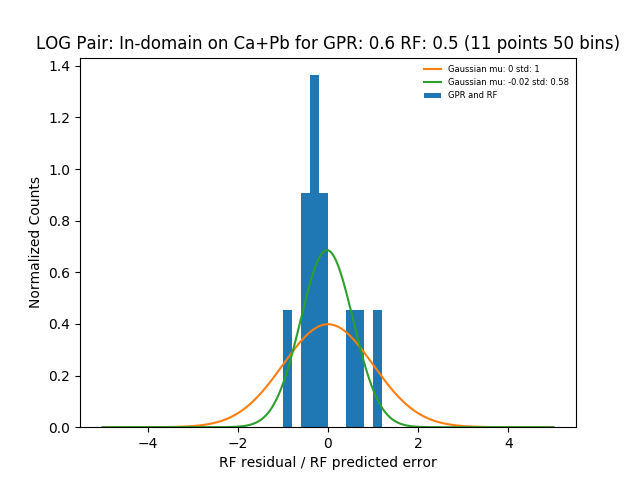 LOG Pair: In-domain on Ca+Pb for GPR: 0.6 RF: 0.5 (11 points 50 bins)
Gaussian mu: 0 std: 1
Gaussian mu: -0.02 std: 0.58
GPR and RF
Normalized Counts
1.4
1.2
1.0
0.8
0.6
0.4
0.2
0.0
−4 −2 0 2 4
RF residual / RF predicted error